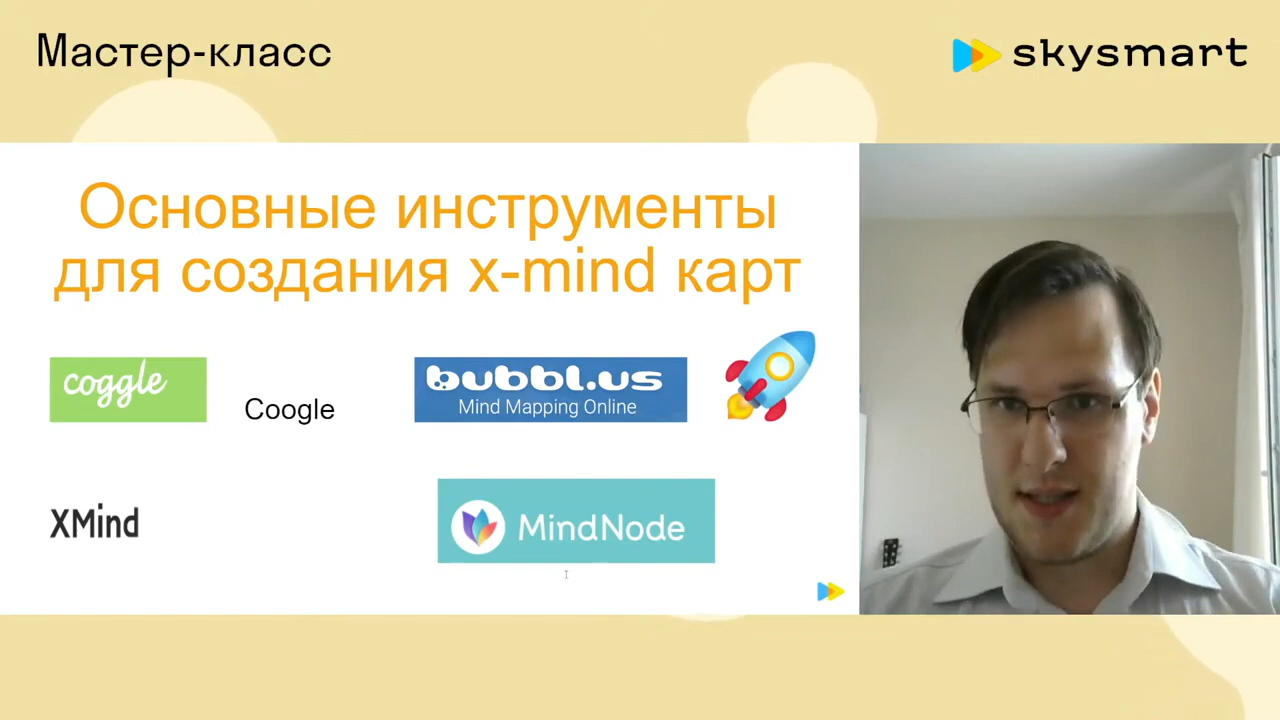 Мастер-класс
skysmart
Основные инструменты
для создания x-mind карт
coggle
Coogle
bubbl.us
Mind Mapping Online
XMind
MindNode